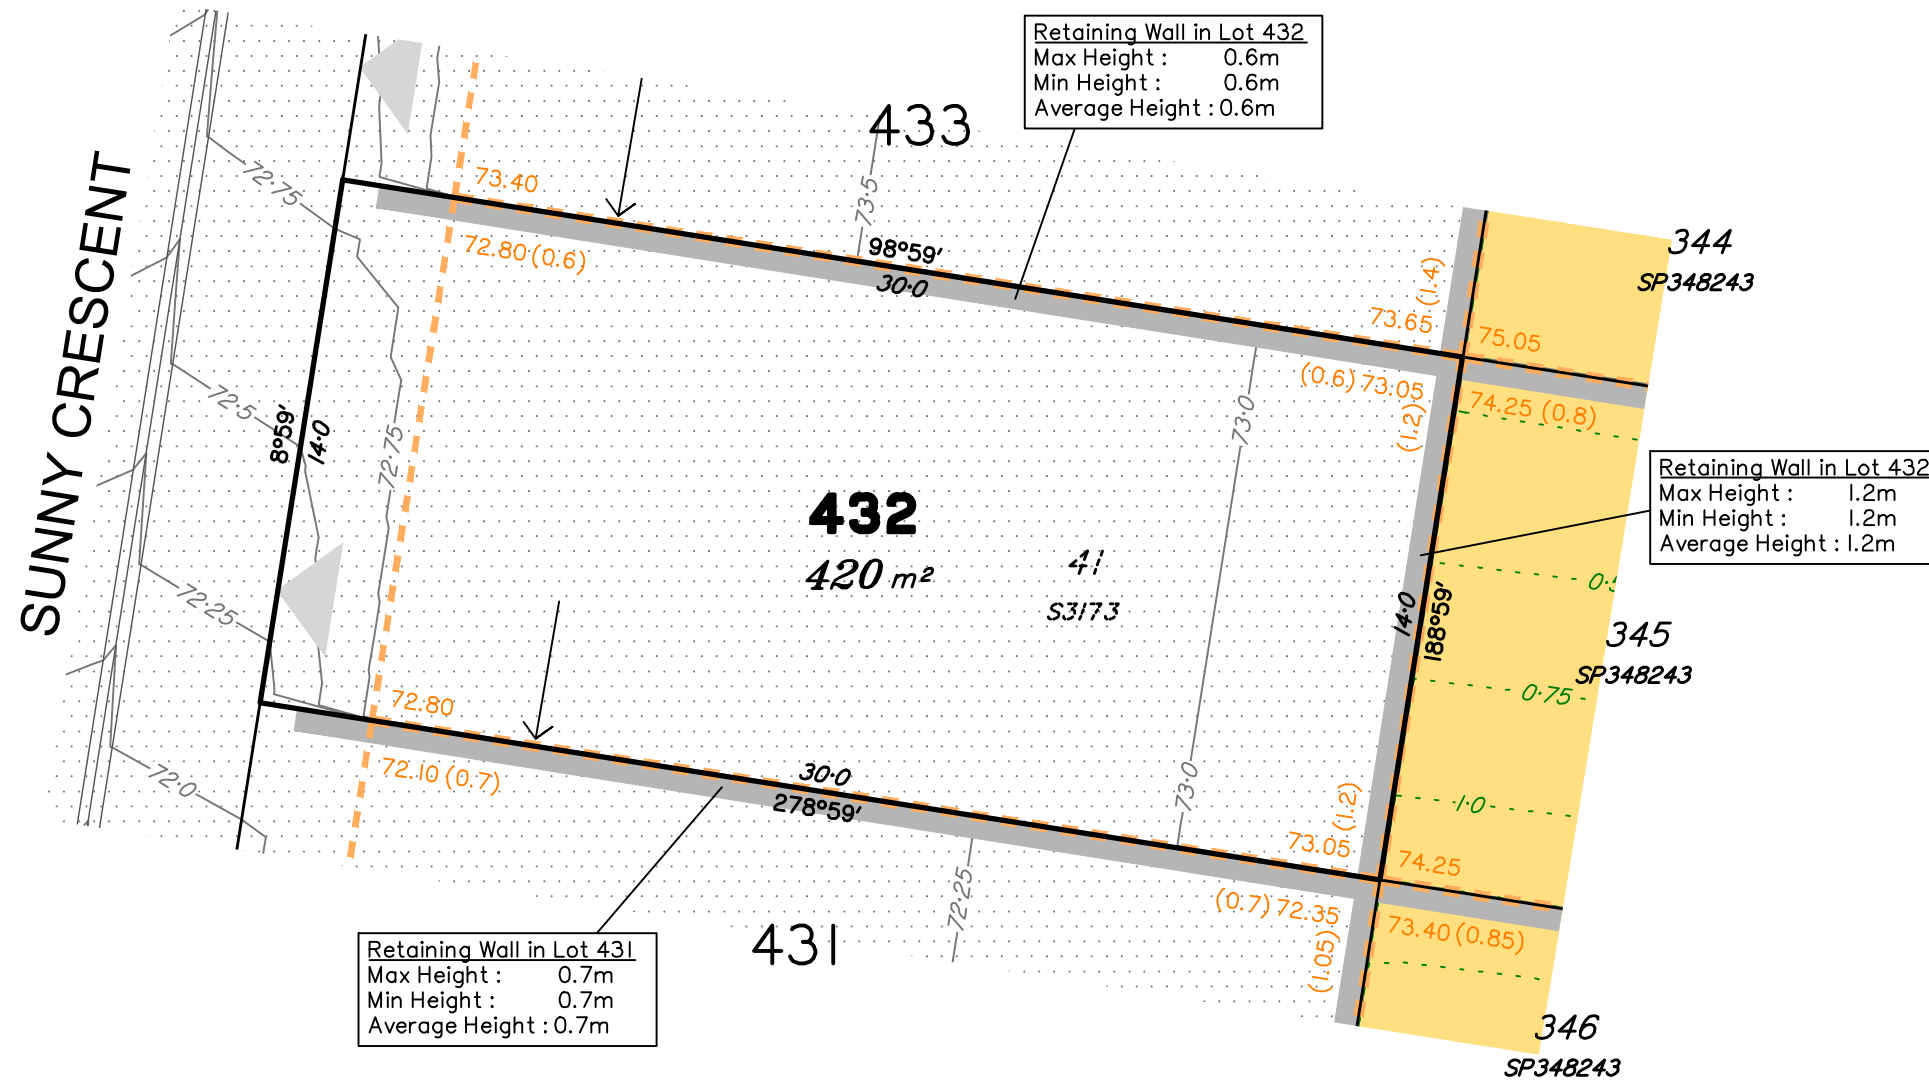 Retaining Wall in Lot 432
Max Height : 0.6m
Min Height : 0.6m
Average Height : 0.6m
433
SUNNY CRESCENT
72·75
73.40
73·5
72.80 (0.6)
98°59'
30·0
344
SP348243
(1.4)
73.65
75.05
(0.6) 73.05
74.25 (0.8)
(1.2)
72·5
8°59'
14·0
72·75
73·0
432
420 m²
41
S3173
Retaining Wall in Lot 432
Max Height : 1.2m
Min Height : 1.2m
Average Height : 1.2m
72·25
14·0
188°59'
345
SP348243
0·75
1·0
72.80
72.10 (0.7)
72·0
30·0
278°59'
73·0
(1.2)
73.05
74.25
72·25
(0.7) 72.35
73.40 (0.85)
(1.05)
431
Retaining Wall in Lot 431
Max Height : 0.7m
Min Height : 0.7m
Average Height : 0.7m
346
SP348243